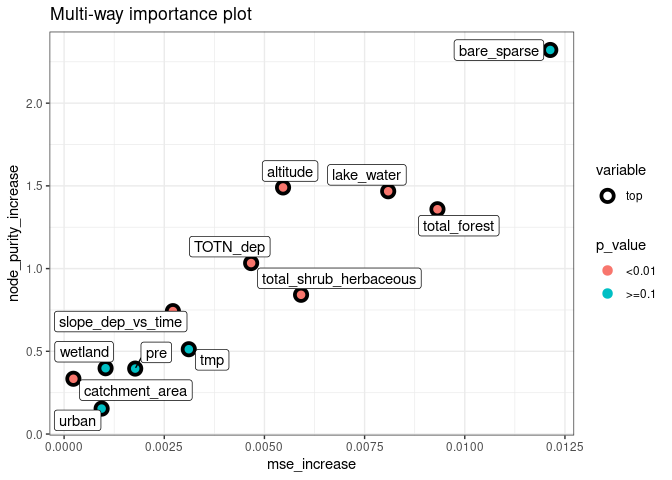 Multi-way importance plot
node_purity_increase
2.0
1.5
1.0
0.5
0.0
bare_sparse
altitude
lake_water
total_forest
TOTN_dep
total_shrub_herbaceous
slope_dep_vs_time
wetland
pre
tmp
catchment_area
urban
0.0000
0.0025
0.0050
0.0075
0.0100
0.0125
mse_increase
variable
top
p_value
<0.01
>=0.1